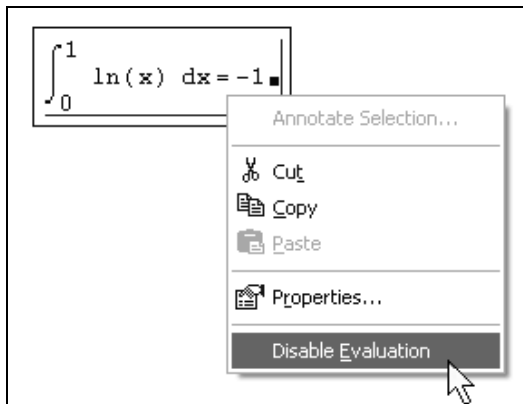 ∫₀¹ ln(x) dx = -1
Annotate Selection...
Cut
Copy
Paste
Properties...
Disable Evaluation